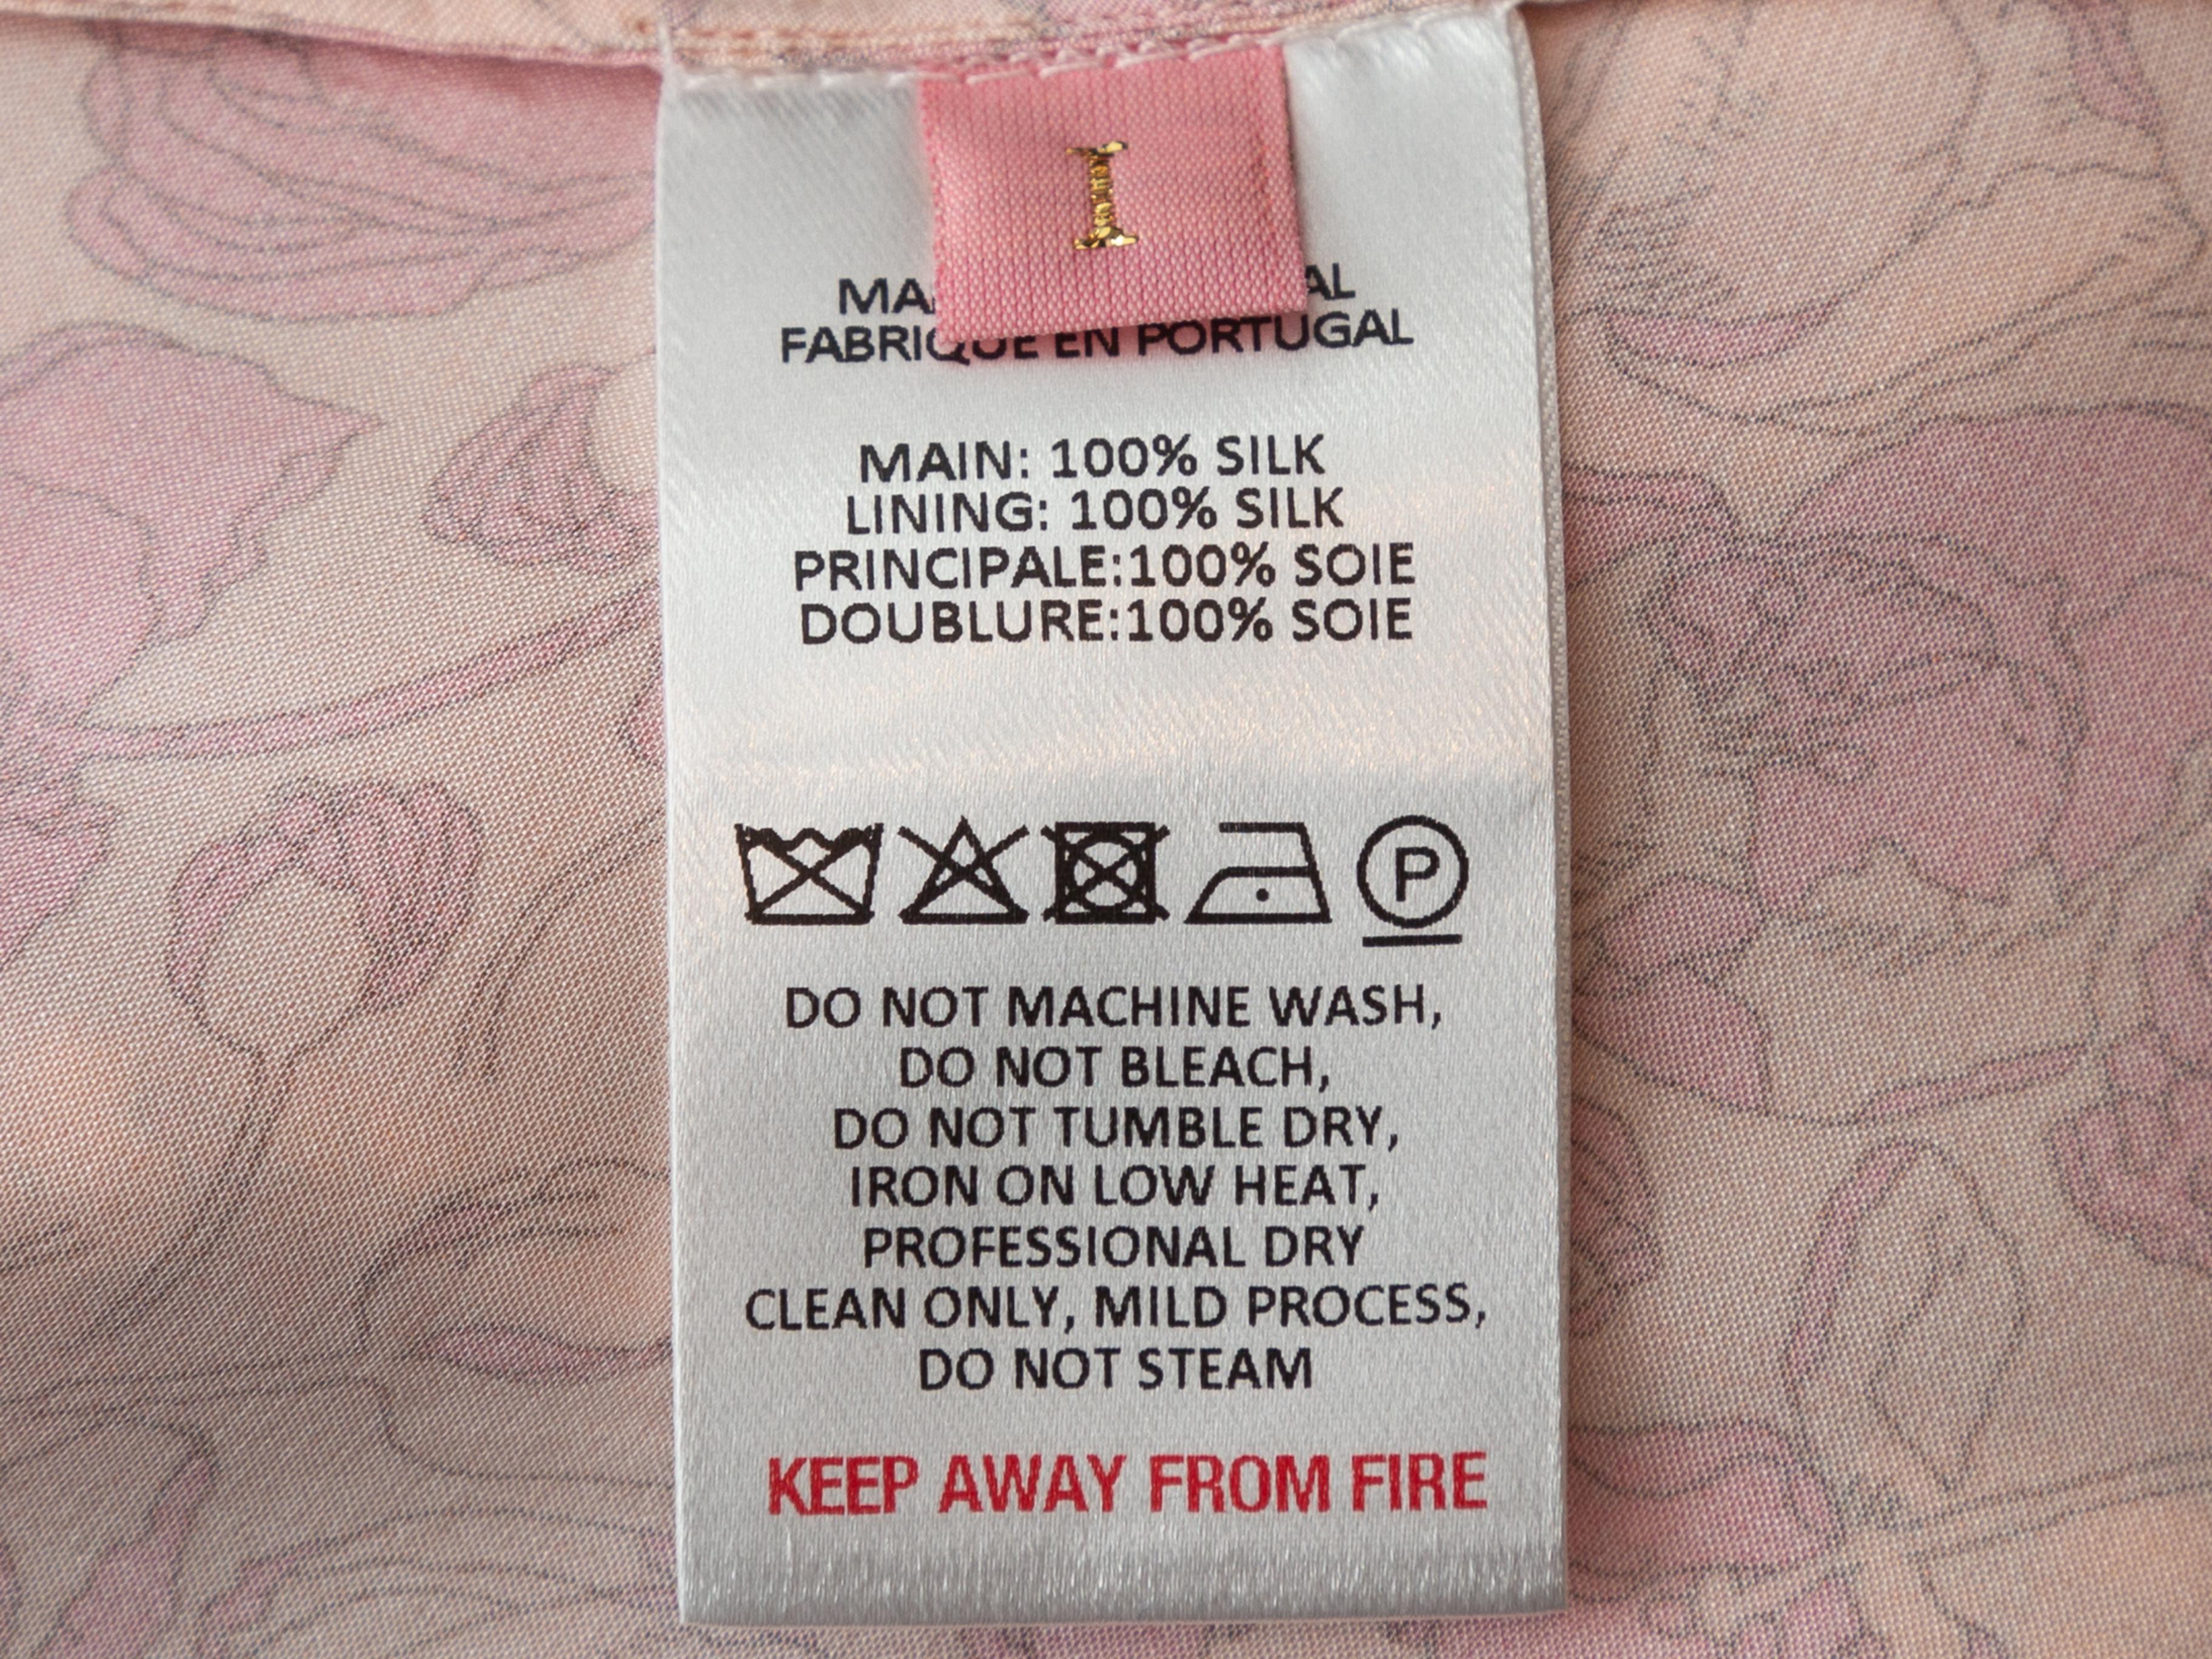 I
FABRIQUE EN PORTUGAL
MAIN: 100% SILK
LINING: 100% SILK
PRINCIPALE:100% SOIE
DOUBLURE:100% SOIE
P
DO NOT MACHINE WASH,
DO NOT BLEACH,
DO NOT TUMBLE DRY,
IRON ON LOW HEAT,
PROFESSIONAL DRY
CLEAN ONLY, MILD PROCESS,
DO NOT STEAM
KEEP AWAY FROM FIRE